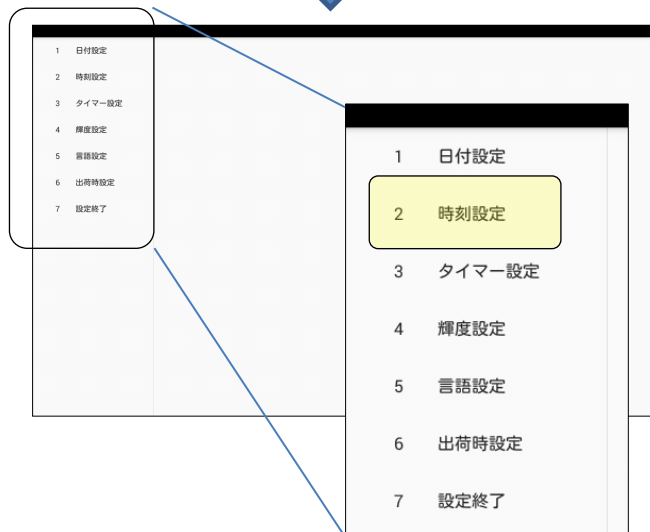 1 日付設定
2 時刻設定
3 タイマー設定
4 輝度設定
5 言語設定
6 出荷時設定
7 設定終了
1 日付設定
2 時刻設定
3 タイマー設定
4 輝度設定
5 言語設定
6 出荷時設定
7 設定終了